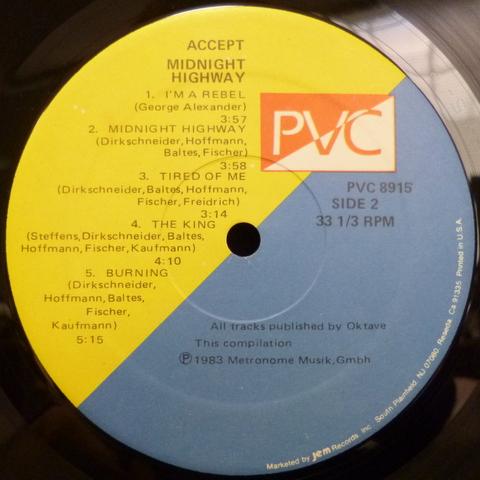 ACCEPT
MIDNIGHT
HIGHWAY
1. I'M A REBEL
(George Alexander)
3:57
2. MIDNIGHT HIGHWAY
(Dirkschneider, Hoffmann,
Baltes, Fischer)
3:58
3. TIRED OF ME
(Dirkschneider, Baltes, Hoffmann,
Fischer, Freidrich)
3:14
4. THE KING
(Steffens, Dirkschneider, Baltes,
Hoffmann, Fischer, Kaufmann)
4:10
5. BURNING
(Dirkschneider,
Hoffmann, Baltes,
Fischer,
Kaufmann)
5:15
PVC
PVC 8915
SIDE 2
33 1/3 RPM
All tracks published by Oktave
This compilation
Ⓟ 1983 Metronome Musik, Gmbh
Marketed by Jem Records, Inc. South Plainfield, NJ 07080, Reseda, Ca 91335 Printed in U.S.A.